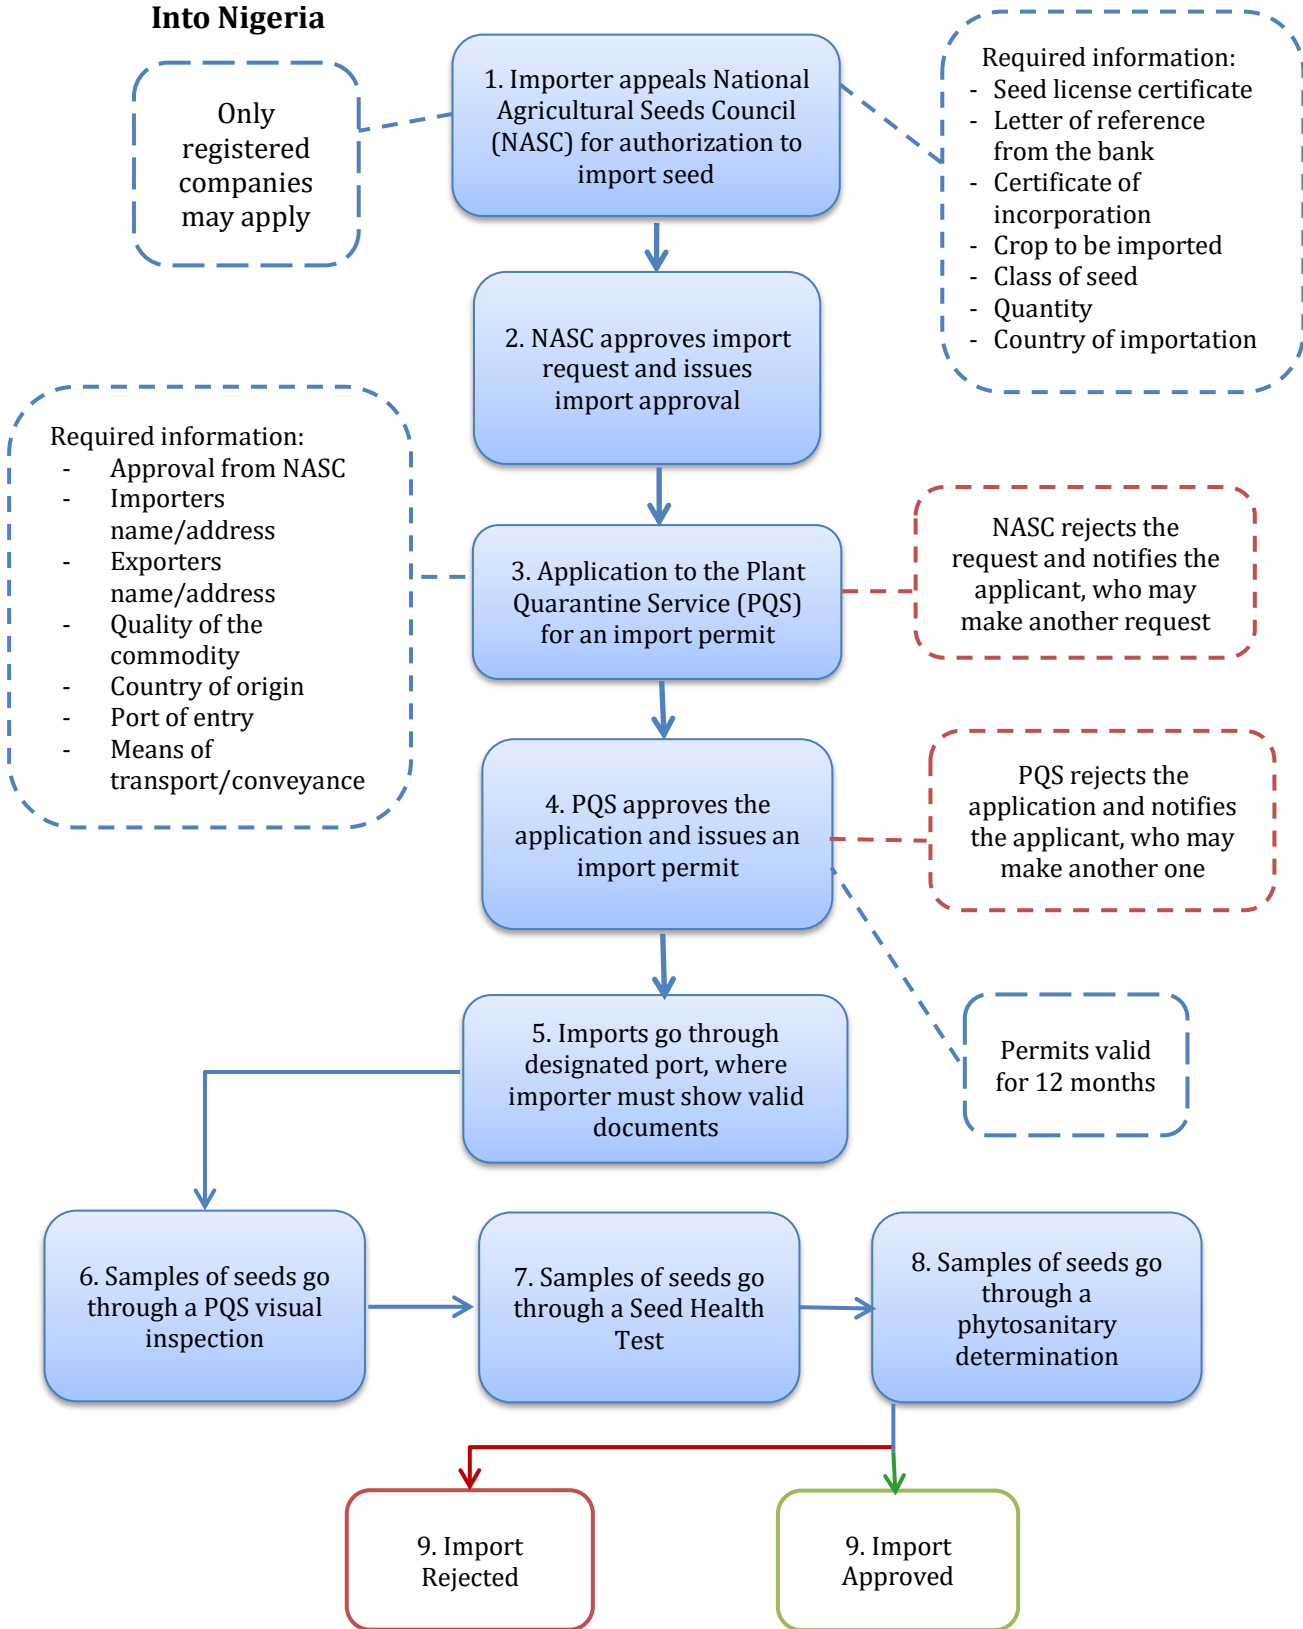 Into Nigeria
Only
registered
companies
may apply
1. Importer appeals National
Agricultural Seeds Council
(NASC) for authorization to
import seed
Required information:
- Seed license certificate
- Letter of reference
from the bank
- Certificate of
incorporation
- Crop to be imported
- Class of seed
- Quantity
- Country of importation
2. NASC approves import
request and issues
import approval
Required information:
- Approval from NASC
- Importers
name/address
- Exporters
name/address
- Quality of the
commodity
- Country of origin
- Port of entry
- Means of
transport/conveyance
3. Application to the Plant
Quarantine Service (PQS)
for an import permit
NASC rejects the
request and notifies the
applicant, who may
make another request
4. PQS approves the
application and issues an
import permit
PQS rejects the
application and notifies
the applicant, who may
make another one
Permits valid
for 12 months
5. Imports go through
designated port, where
importer must show valid
documents
6. Samples of seeds go
through a PQS visual
inspection
7. Samples of seeds go
through a Seed Health
Test
8. Samples of seeds go
through a
phytosanitary
determination
9. Import
Rejected
9. Import
Approved